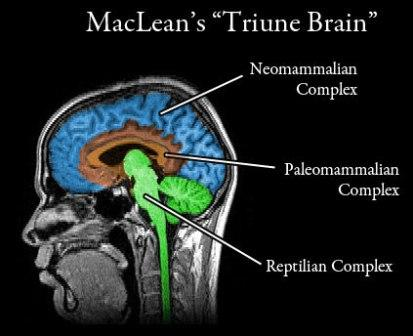 MacLean's "Triune Brain"
Neomammalian
Complex
Paleomammalian
Complex
Reptilian Complex